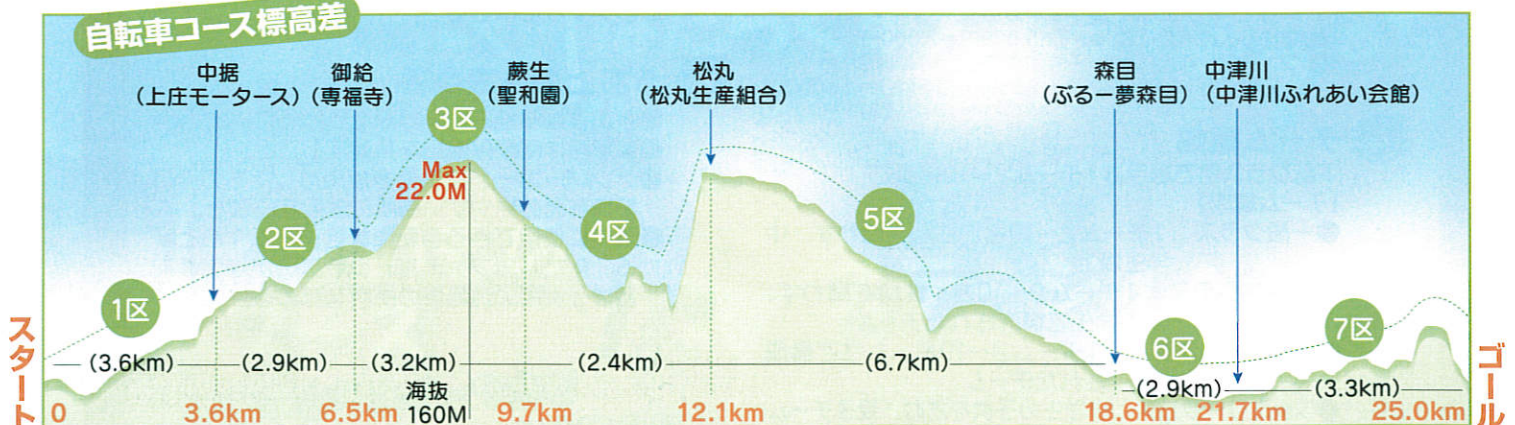 自転車コース標高差
中据
(上庄モータース)
御給
(専福寺)
蕨生
(聖和園)
松丸
(松丸生産組合)
森目
(ぶるー夢森目)
中津川
(中津川ふれあい会館)
1区
2区
3区
4区
5区
6区
7区
Max
22.0M
(3.6km)
(2.9km)
(3.2km)
(2.4km)
(6.7km)
(2.9km)
(3.3km)
海抜
160M
スタート
0
3.6km
6.5km
9.7km
12.1km
18.6km
21.7km
25.0km
ゴール